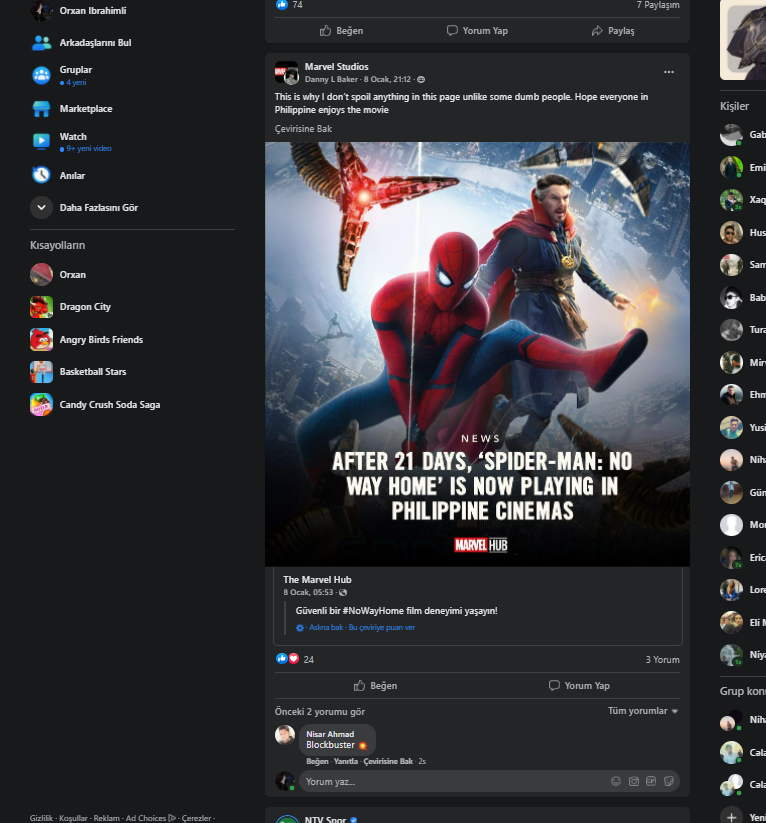 Orxan Ibrahimli
Arkadaşlarını Bul
Gruplar
4 yeni
Marketplace
Watch
9+ yeni video
Anılar
Daha Fazlasını Gör
Kısayolların
Orxan
Dragon City
Angry Birds Friends
Basketball Stars
Candy Crush Soda Saga
Gizlilik · Koşullar · Reklam · Ad Choices · Çerezler ·
74
7 Paylaşım
Beğen
Yorum Yap
Paylaş
Marvel Studios
Danny L Baker · 8 Ocak, 21:12 ·
This is why I don't spoil anything in this page unlike some dumb people. Hope everyone in
Philippine enjoys the movie
Çevirisine Bak
NEWS
AFTER 21 DAYS, ‘SPIDER-MAN: NO
WAY HOME’ IS NOW PLAYING IN
PHILIPPINE CINEMAS
MARVEL HUB
The Marvel Hub
8 Ocak, 05:53 ·
Güvenli bir #NoWayHome film deneyimi yaşayın!
· Aslına bak · Bu çeviriye puan ver
24
3 Yorum
Beğen
Yorum Yap
Önceki 2 yorumu gör
Tüm yorumlar
Nisar Ahmad
Blockbuster 💥
Beğen · Yanıtla · Çevirisine Bak · 2s
Yorum yaz...
NTV Spor
Kişiler
Gab
Emi
Xaq
Hus
Sam
Bab
Tura
Mir
Ehm
Yusi
Niha
Gün
Mor
Eric
Lore
Eli M
Niya
Grup konu
Niha
Cəla
Cəla
Yeni